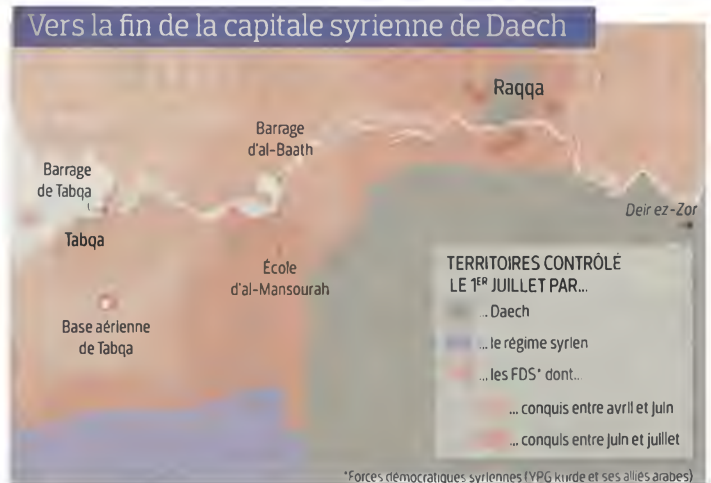 Vers la fin de la capitale syrienne de Daech
Raqqa
Barrage
d'al-Baath
Barrage
de Tabqa
Deir ez-Zor
Tabqa
École
d'al-Mansourah
Base aérienne
de Tabqa
TERRITOIRES CONTRÔLÉ
LE 1ER JUILLET PAR...
... Daech
... le régime syrien
... les FDS* dont..
... conquis entre avril et juin
... conquis entre juin et juillet
*Forces démocratiques syriennes (YPG kurde et ses alliés arabes)